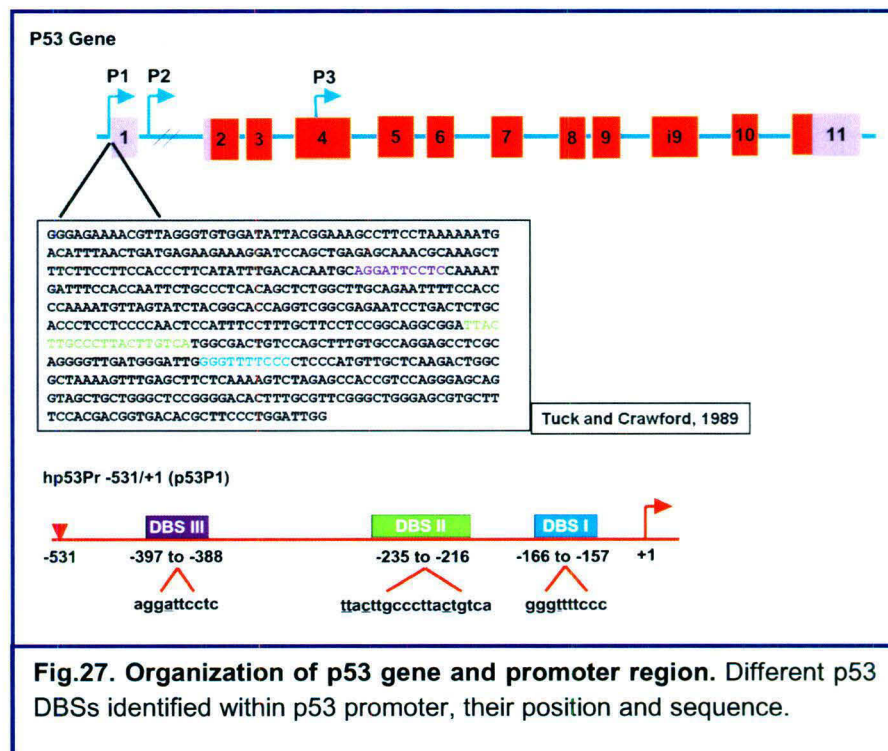 P53 Gene
P1 P2 P3
1 2 3 4 5 6 7 8 9 i9 10 11
GGGAGAAAACGTTAGGGTGTGGATATTACGGAAAGCCTTCCTAAAAAATG
ACATTTAACTGATGAGAAGAAAGGATCCAGCTGAGAGCAAACGCAAAGCT
TTCTTCCTTCCACCCTTCATATTTGACACAATGCAGGATTCCTCCAAAAT
GATTTCCACCAATTCTGCCCTCACAGCTCTGGCTTGCAGAATTTTCCACC
CCAAAATGTTAGTATCTACGGCACCAGGTCGGCGAGAATCCTGACTCTGC
ACCCTCCTCCCCAACTCCATTTCCTTTGCTTCCTCCGGCAGGCGGATTAC
TTGCCCTTACTTGTCATGGCGACTGTCCAGCTTTGTGCCAGGAGCCTCGC
AGGGGTTGATGGGATTGGGGTTTTCCCCTCCCATGTTGCTCAAGACTGGC
GCTAAAAGTTTGAGCTTCTCAAAAGTCTAGAGCCACCGTCCAGGGAGCAG
GTAGCTGCTGGGCTCCGGGGACACTTTGCGTTCGGGCTGGGAGCGTGCTT
TCCACGACGGTGACACGCTTCCCTGGATTGG
Tuck and Crawford, 1989
hp53Pr -531/+1 (p53P1)
DBS III DBS II DBS I
-531 -397 to -388 -235 to -216 -166 to -157 +1
aggattcctc ttacttgcccttactgtca gggttttccc
Fig.27. Organization of p53 gene and promoter region. Different p53
DBSs identified within p53 promoter, their position and sequence.